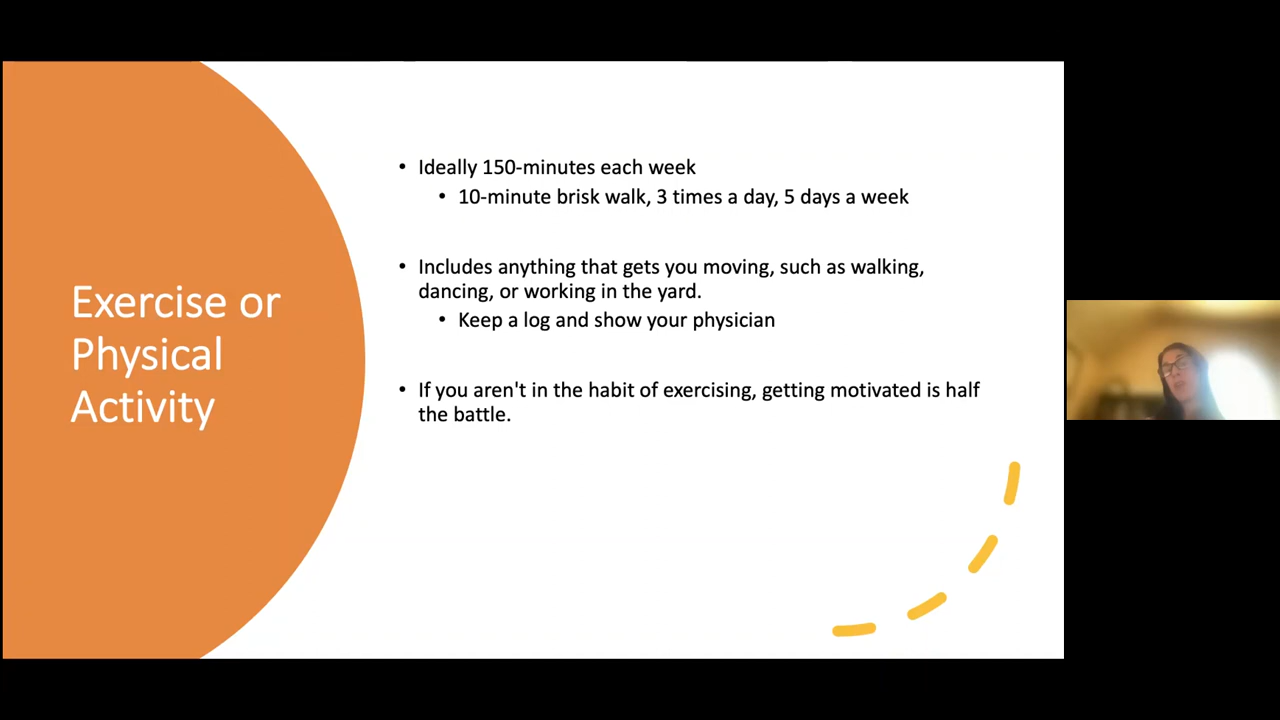 Exercise or
Physical
Activity
• Ideally 150-minutes each week
• 10-minute brisk walk, 3 times a day, 5 days a week
• Includes anything that gets you moving, such as walking,
dancing, or working in the yard.
• Keep a log and show your physician
• If you aren't in the habit of exercising, getting motivated is half
the battle.